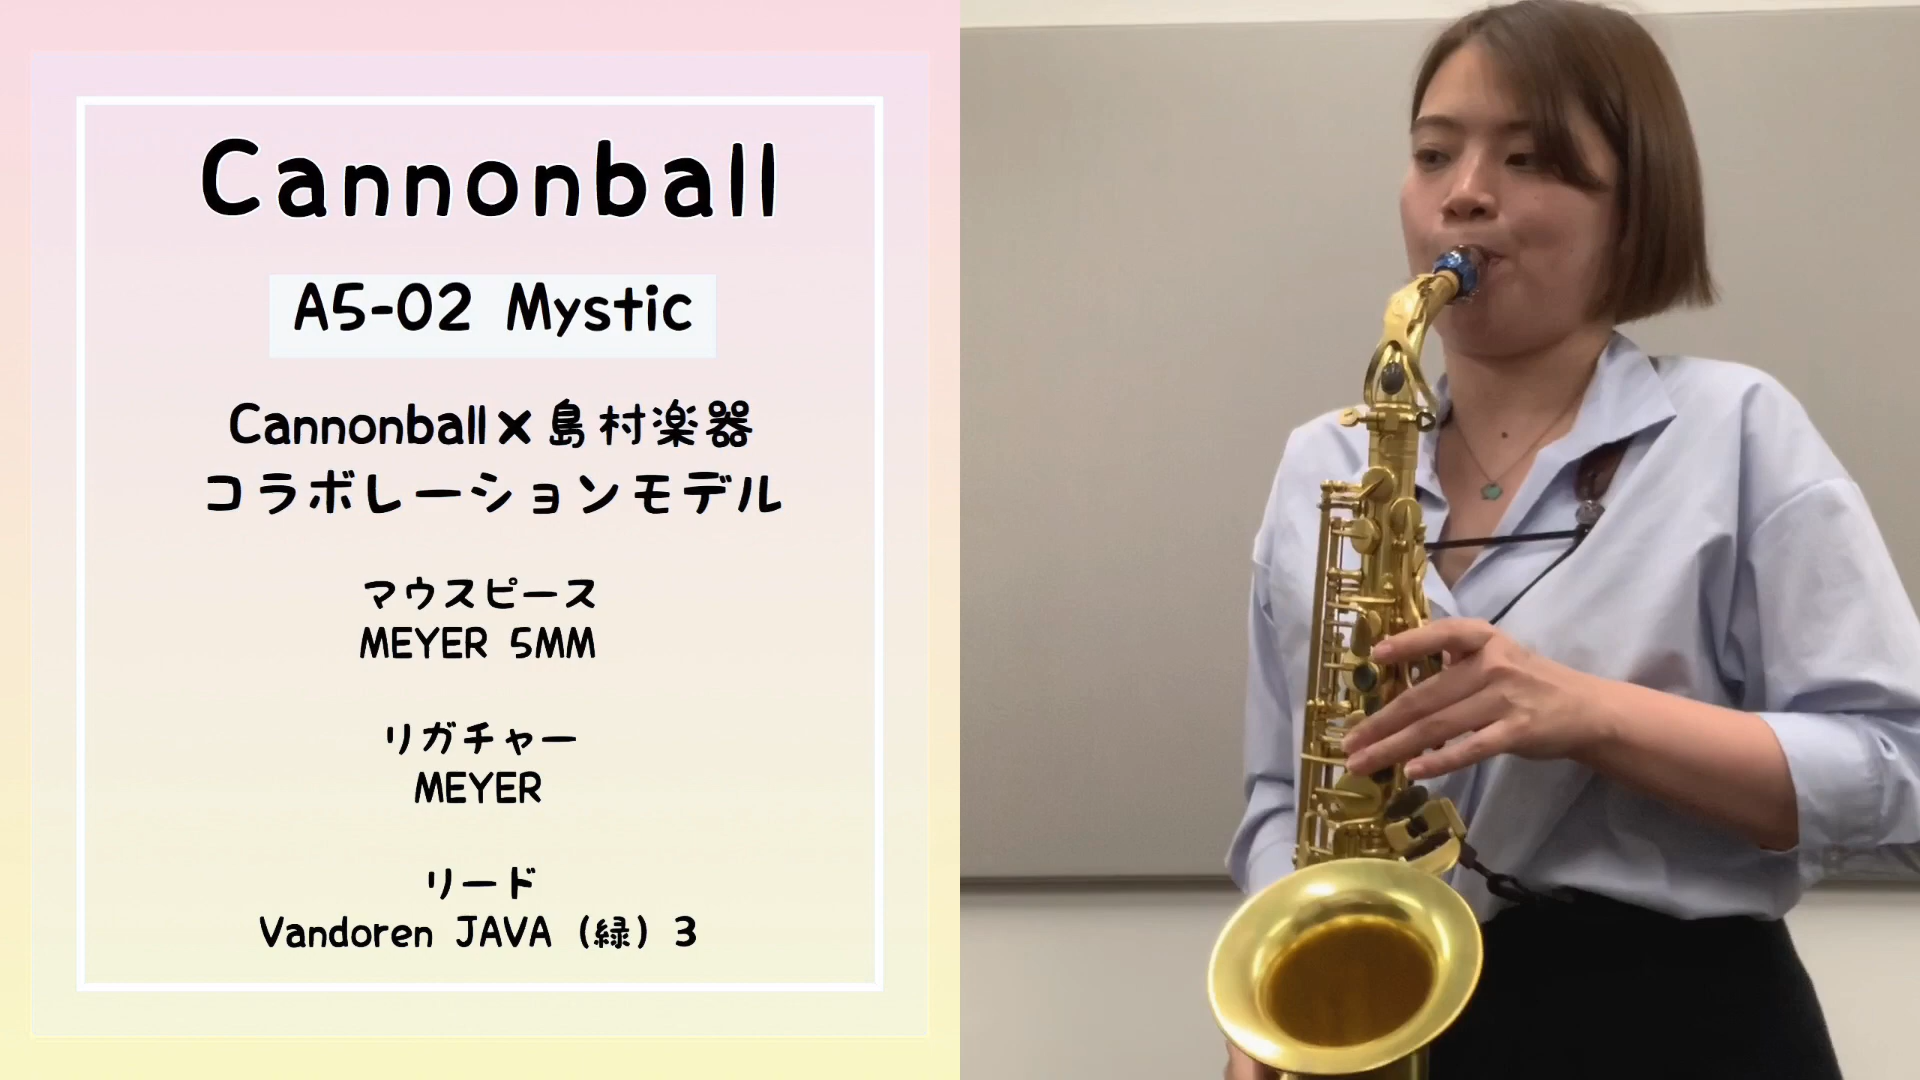 Cannonball
A5-02 Mystic
Cannonball×島村楽器
コラボレーションモデル
マウスピース
MEYER 5MM
リガチャー
MEYER
リード
Vandoren JAVA（緑）3